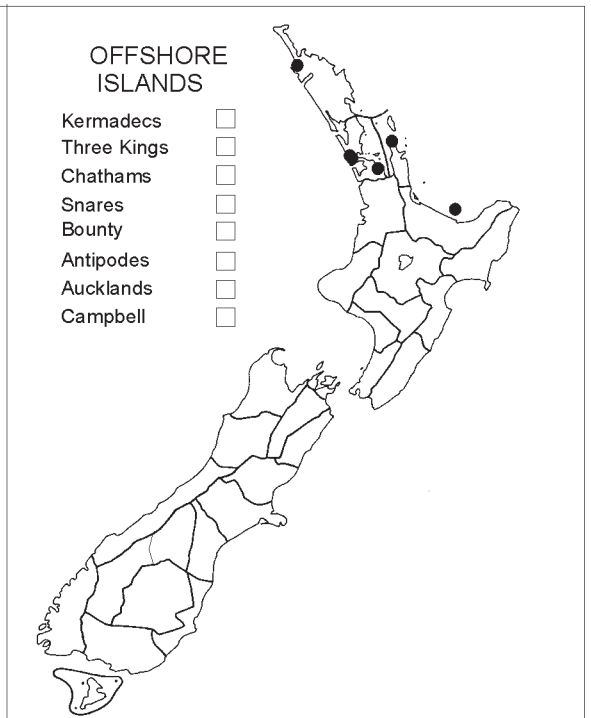 OFFSHORE
ISLANDS
Kermadecs
Three Kings
Chathams
Snares
Bounty
Antipodes
Aucklands
Campbell